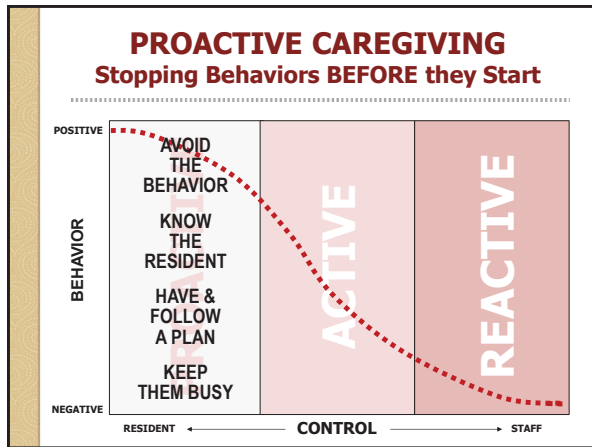 PROACTIVE CAREGIVING
Stopping Behaviors BEFORE they Start
POSITIVE
BEHAVIOR
NEGATIVE
PROACTIVE
AVOID
THE
BEHAVIOR
KNOW
THE
RESIDENT
HAVE &
FOLLOW
A PLAN
KEEP
THEM BUSY
ACTIVE
REACTIVE
RESIDENT
CONTROL
STAFF